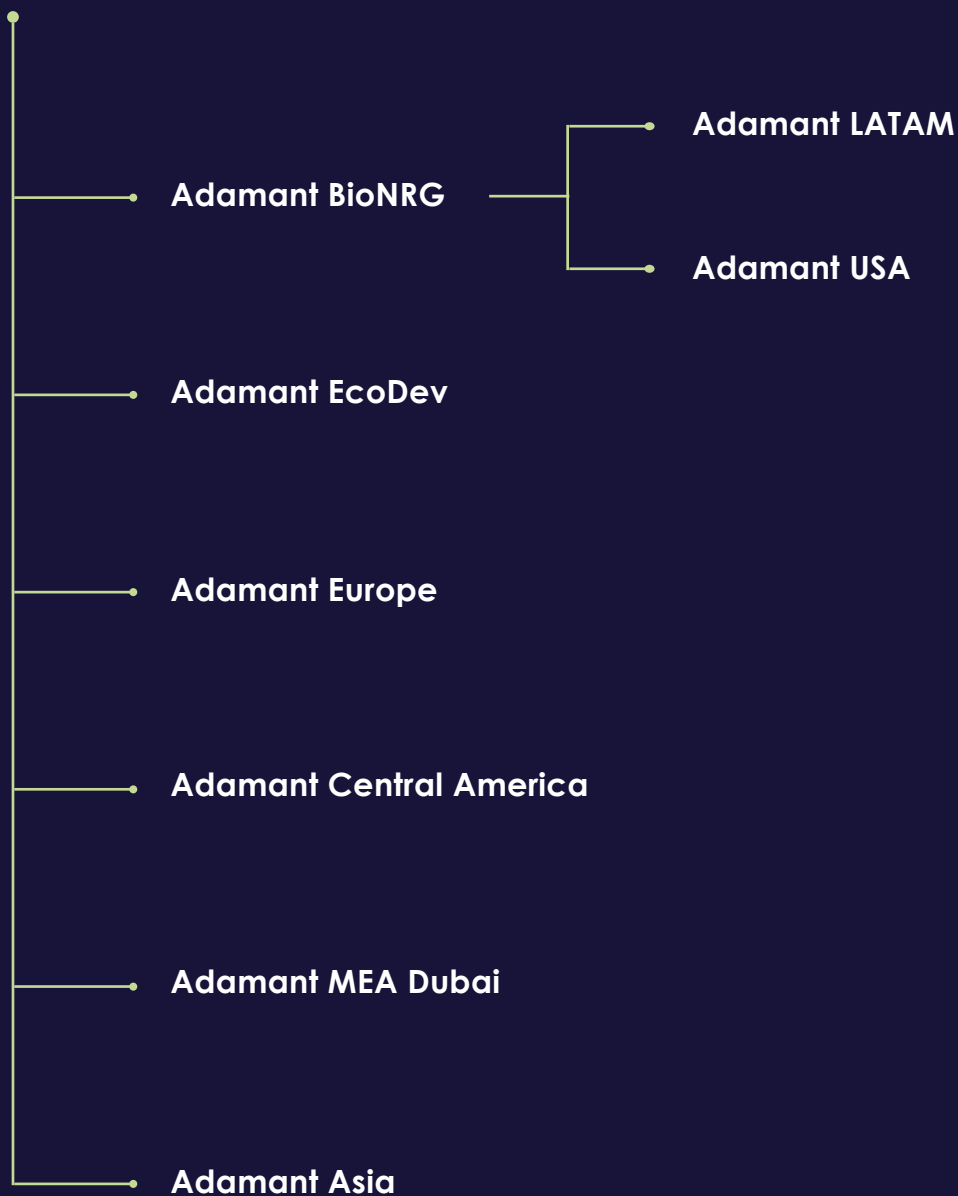 Adamant LATAM
Adamant BioNRG
Adamant USA
Adamant EcoDev
Adamant Europe
Adamant Central America
Adamant MEA Dubai
Adamant Asia